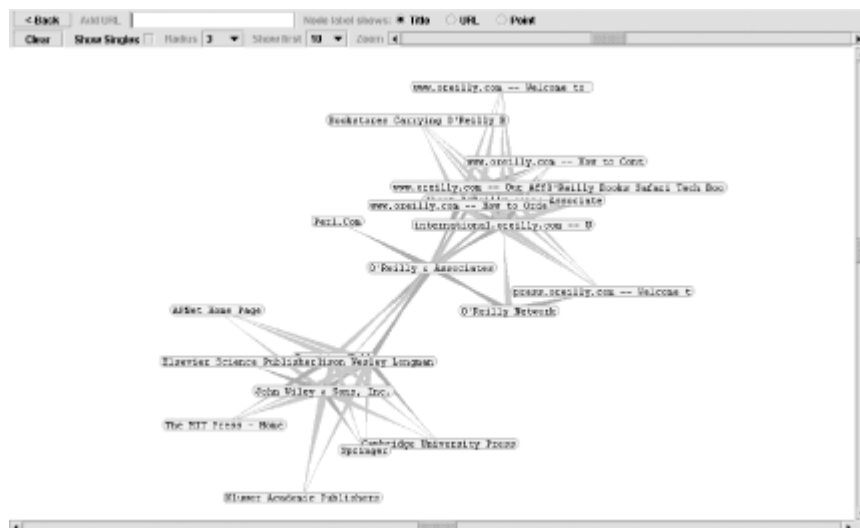 < Back Add URL Node label shows: Title URL Point
Clear Show Singles Radius 3 Show first 10 Zoom
www.oreilly.com -- Welcome to
Bookstores Carrying O'Reilly B
www.oreilly.com -- How to Cont
www.oreilly.com -- Our Aff O'Reilly Books Safari Tech Boo
Associate
www.oreilly.com -- How to Orde
Perl.Com
international.oreilly.com -- W
O'Reilly & Associates
press.oreilly.com -- Welcome t
O'Reilly Network
APNet Home Page
Elsevier Science Publisher Wesley Longman
John Wiley & Sons, Inc.
The MIT Press - Home
Cambridge University Press
Springer
Kluwer Academic Publishers